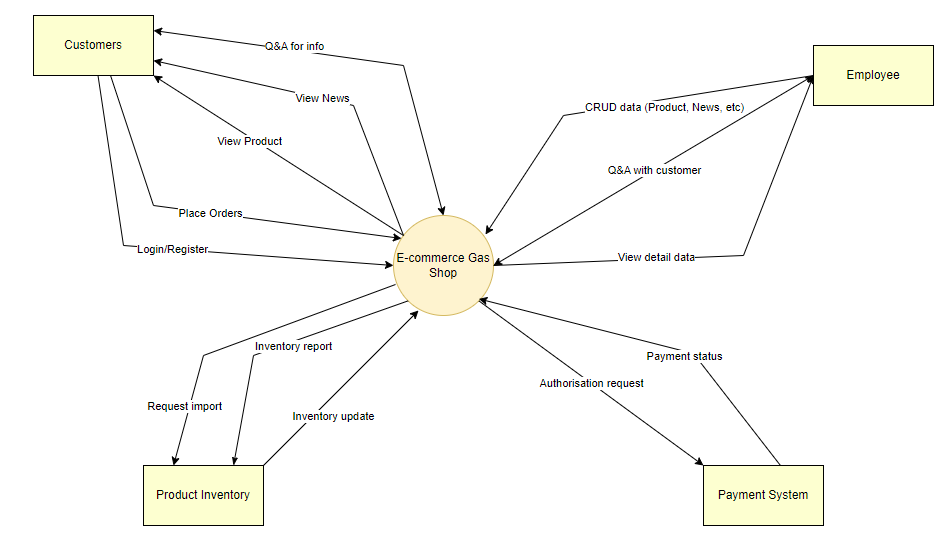 Customers
Q&A for info
Employee
View News
CRUD data (Product, News, etc)
View Product
Q&A with customer
Place Orders
Login/Register
E-commerce Gas
Shop
View detail data
Inventory report
Payment status
Authorisation request
Request import
Inventory update
Product Inventory
Payment System